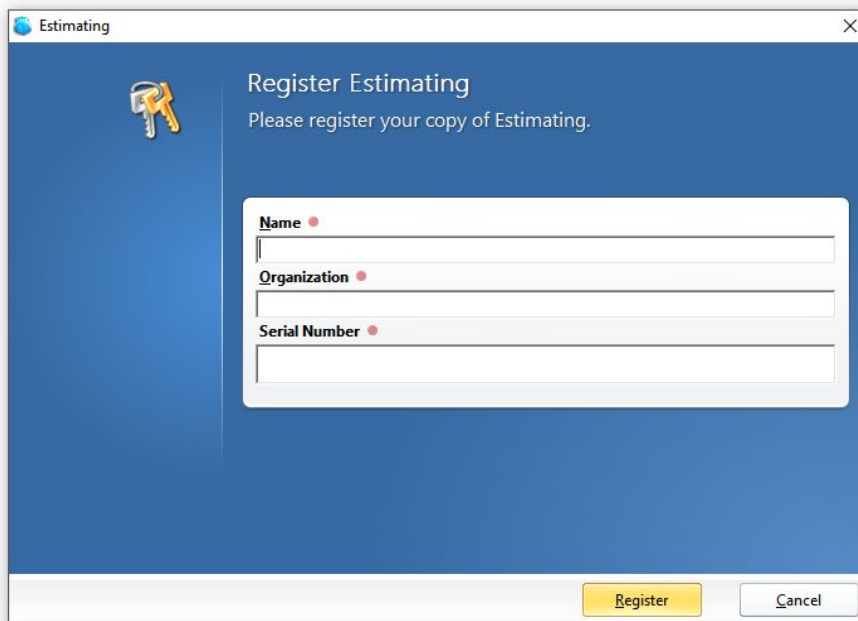 Estimating
Register Estimating
Please register your copy of Estimating.
Name
Organization
Serial Number
Register
Cancel